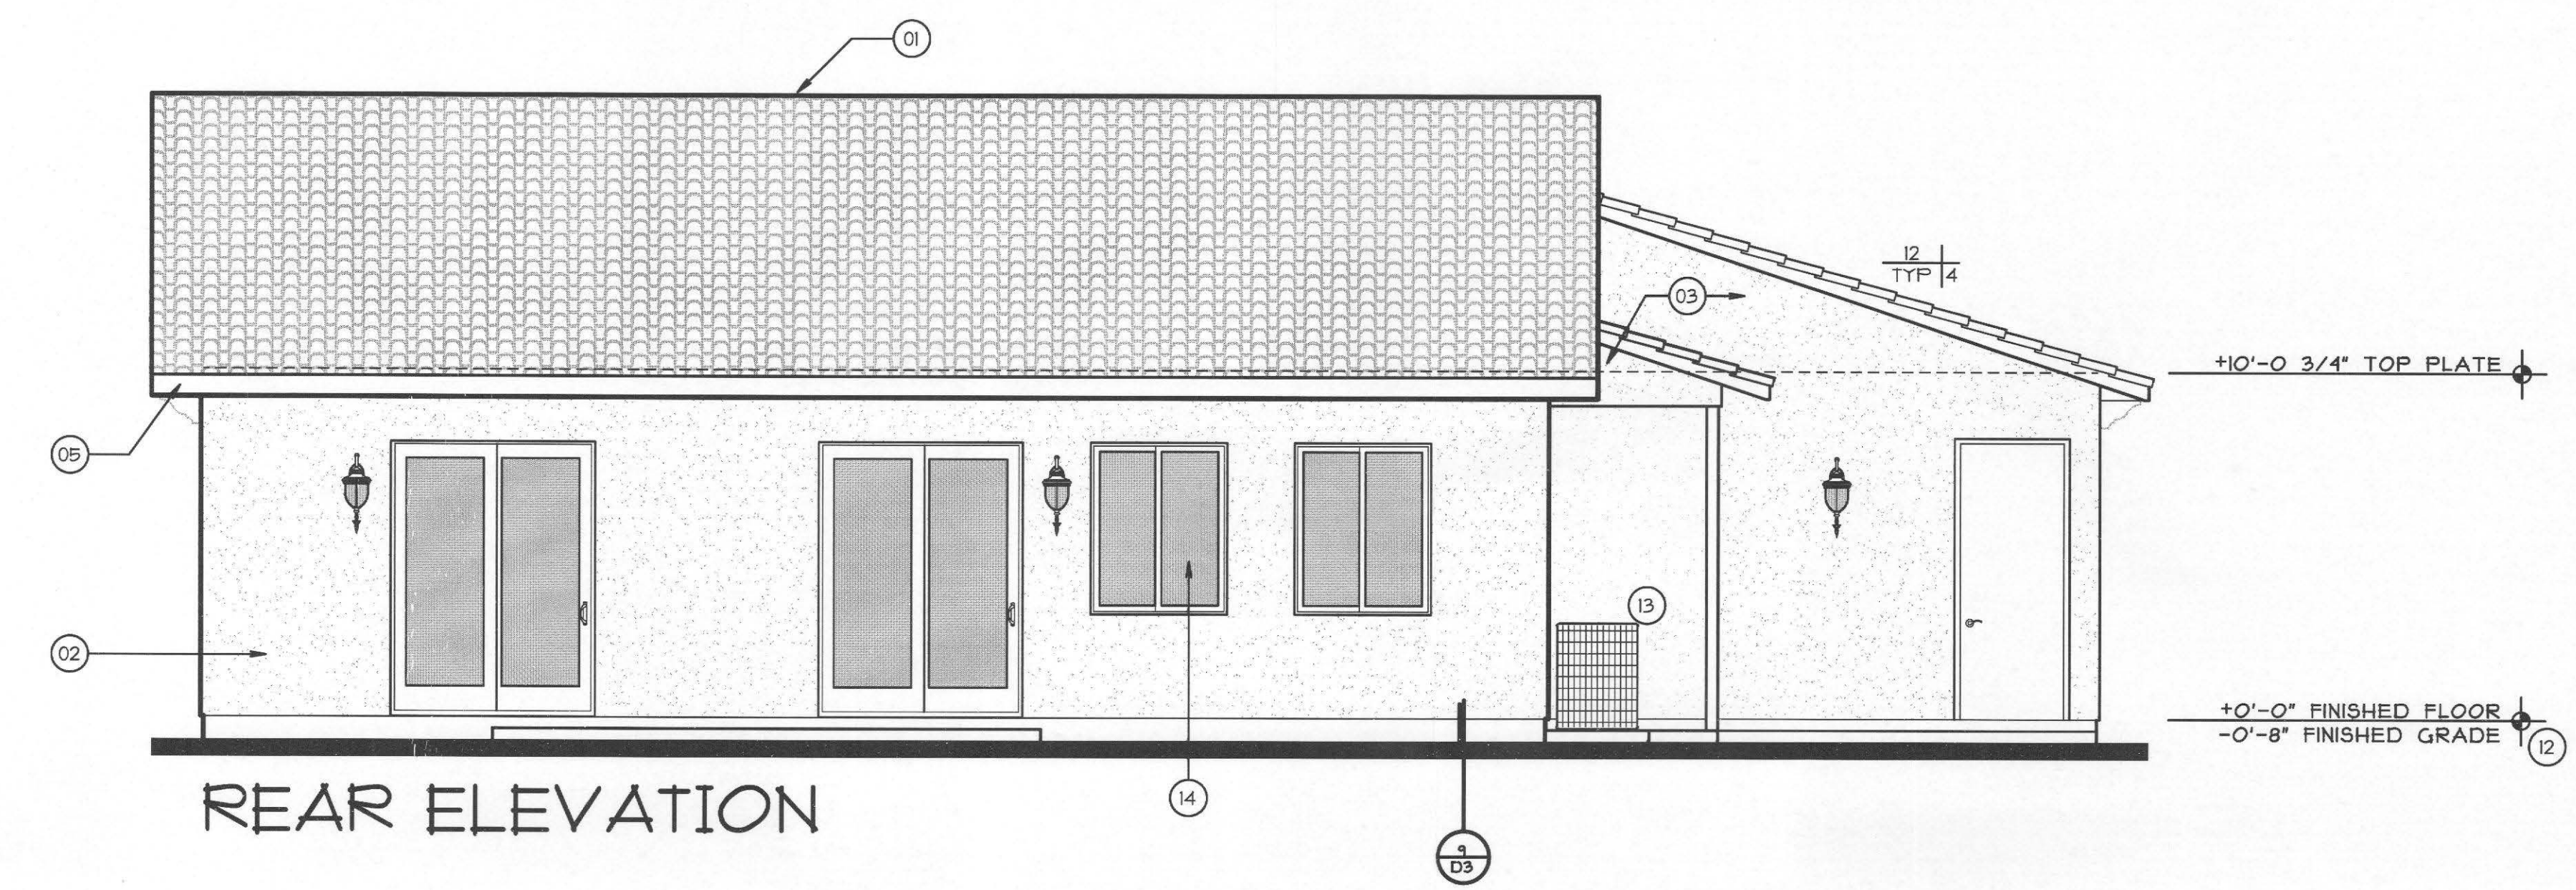 01
12
TYP 4
03
+10'-0 3/4" TOP PLATE
05
13
02
+0'-0" FINISHED FLOOR
-0'-8" FINISHED GRADE
12
14
REAR ELEVATION
9
D3